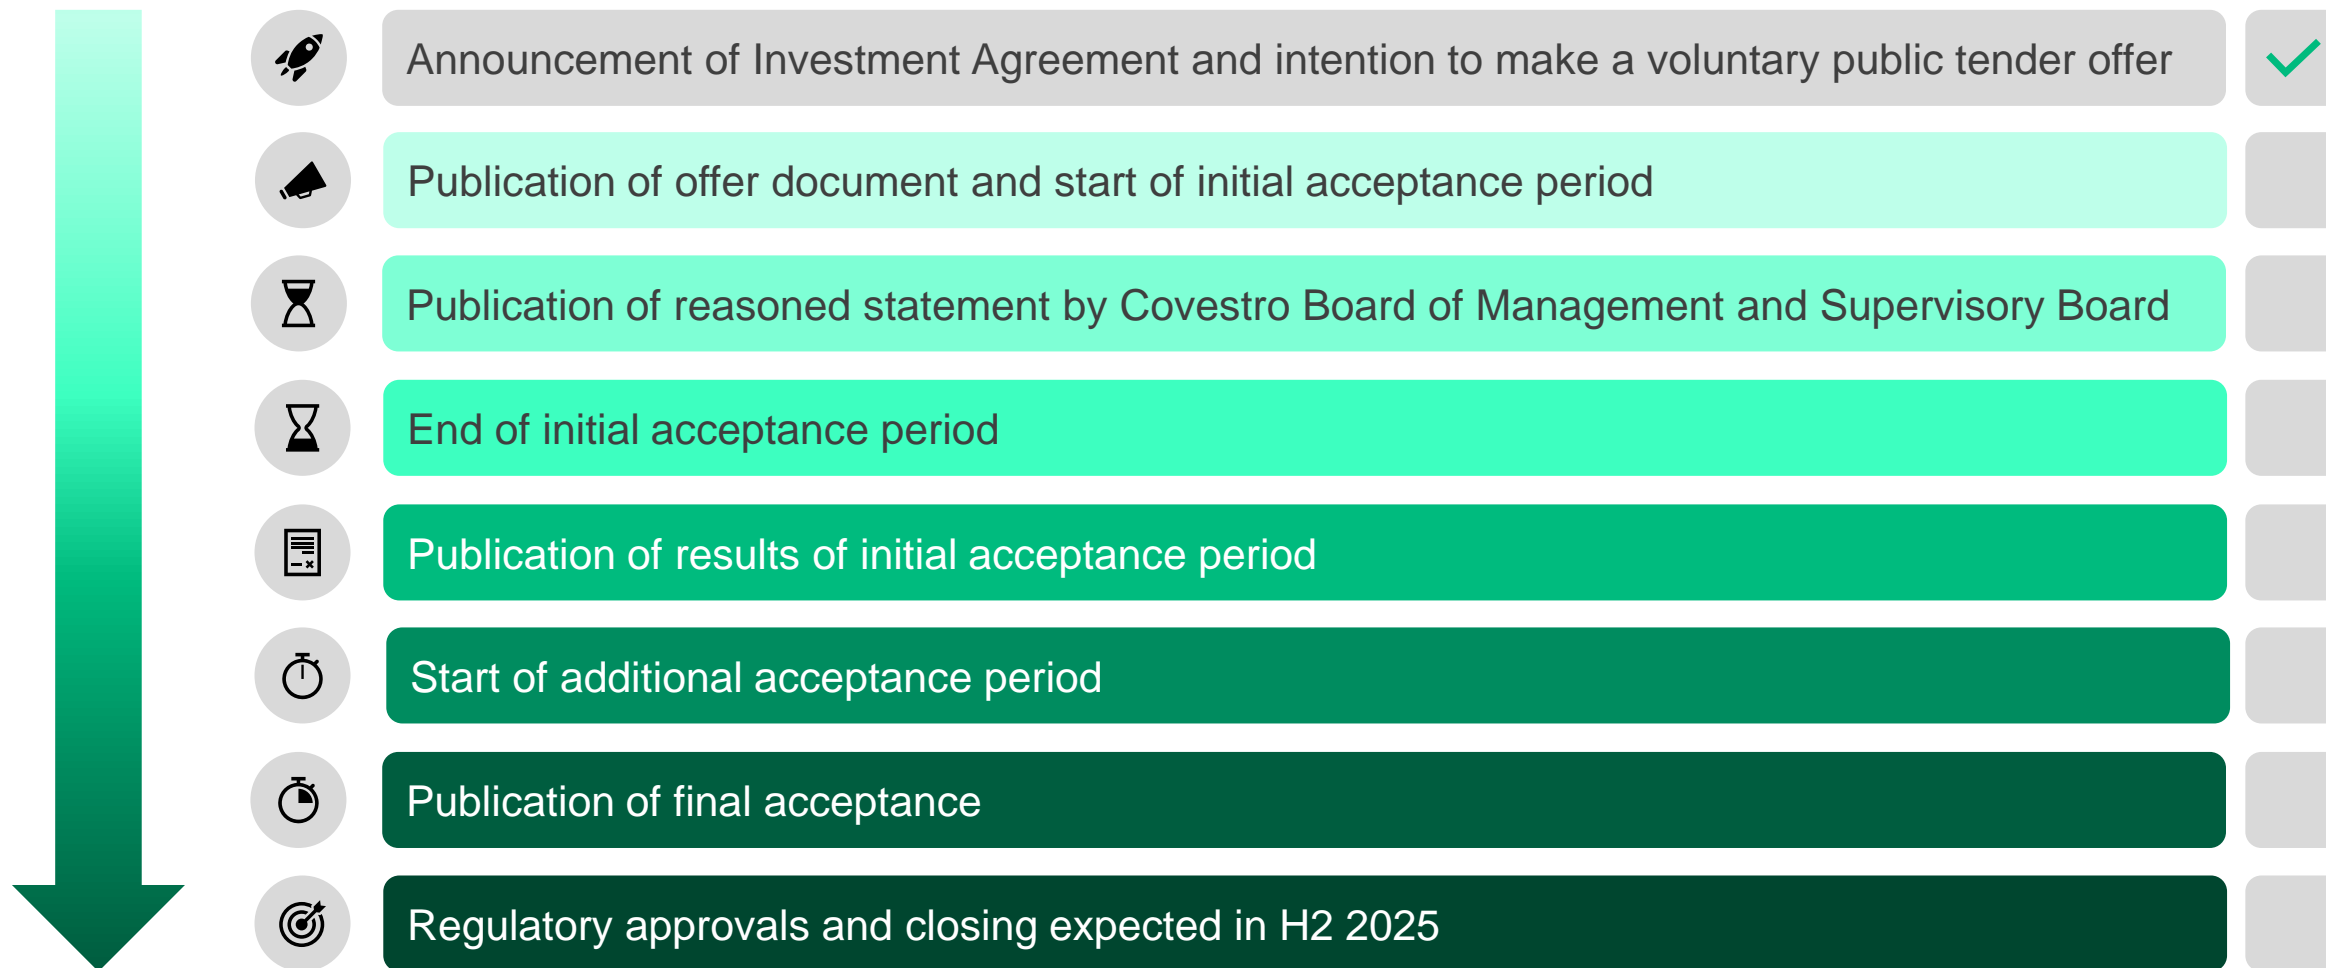 Announcement of Investment Agreement and intention to make a voluntary public tender offer
Publication of offer document and start of initial acceptance period
Publication of reasoned statement by Covestro Board of Management and Supervisory Board
End of initial acceptance period
Publication of results of initial acceptance period
Start of additional acceptance period
Publication of final acceptance
Regulatory approvals and closing expected in H2 2025